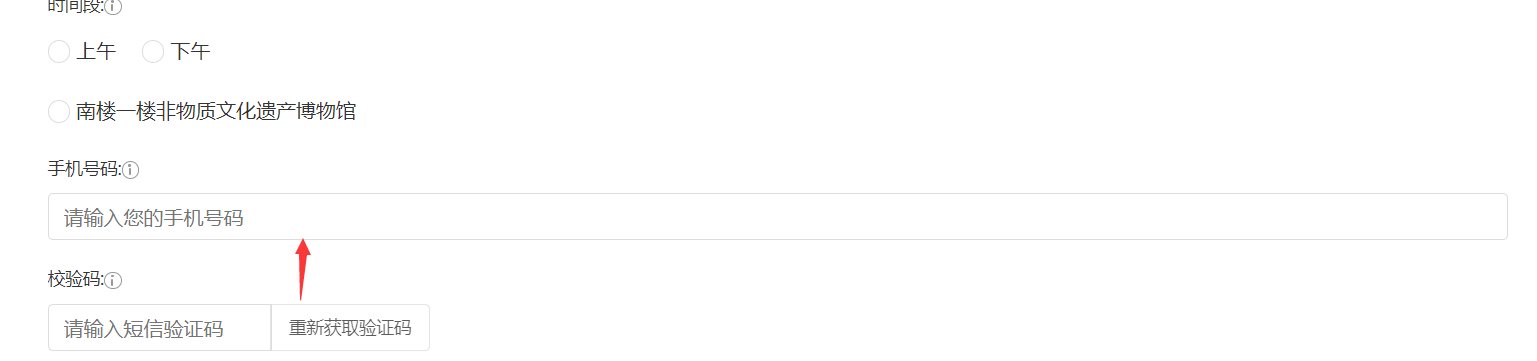 时间段:
上午 下午
南楼一楼非物质文化遗产博物馆
手机号码:
请输入您的手机号码
校验码:
请输入短信验证码 重新获取验证码